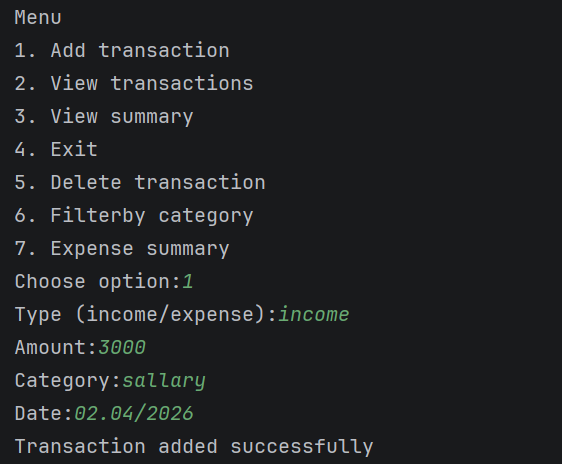 Menu
1. Add transaction
2. View transactions
3. View summary
4. Exit
5. Delete transaction
6. Filterby category
7. Expense summary
Choose option:1
Type (income/expense):income
Amount:3000
Category:sallary
Date:02.04/2026
Transaction added successfully